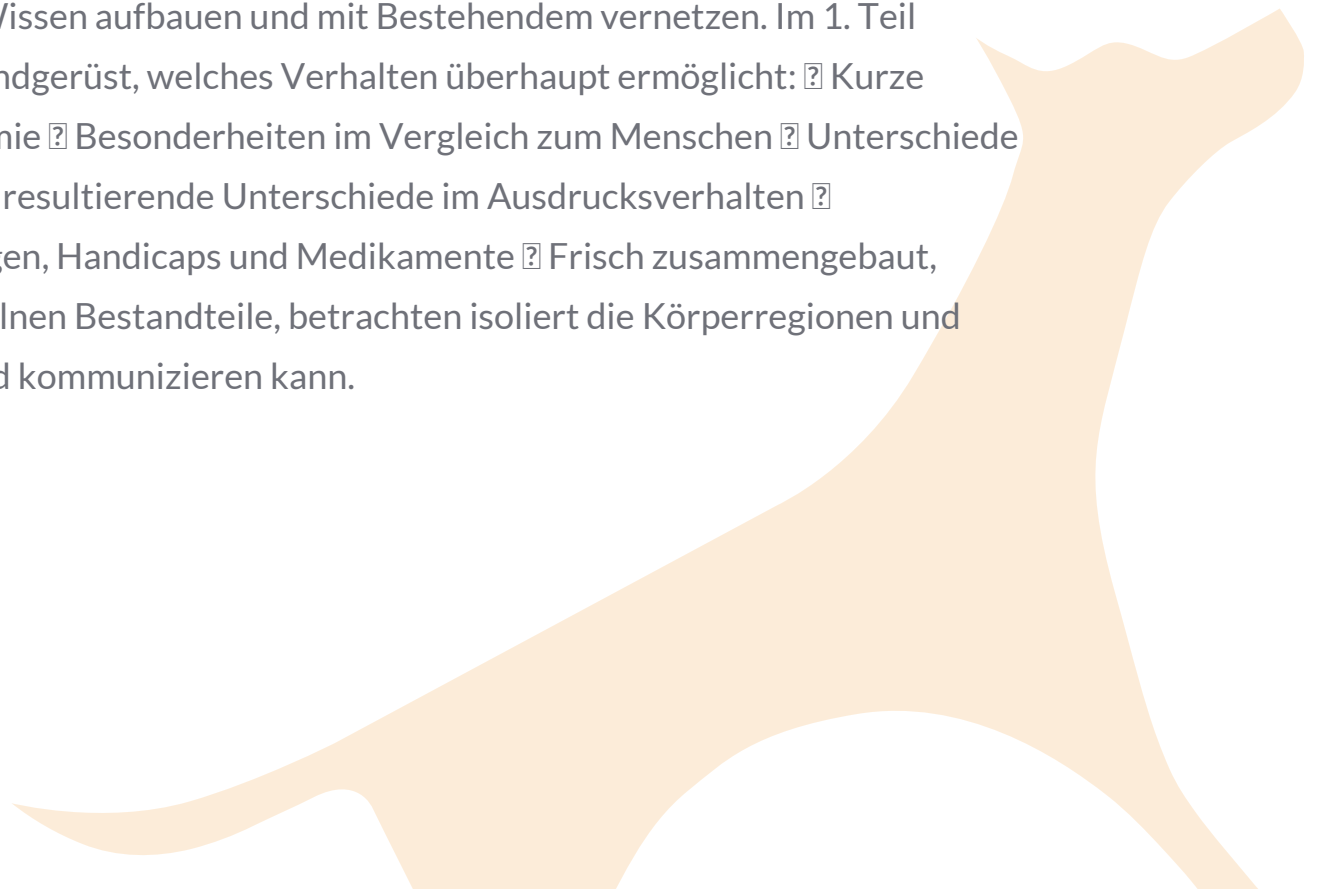 Wissen aufbauen und mit Bestehendem vernetzen. Im 1. Teil
ndgerüst, welches Verhalten überhaupt ermöglicht: ⍰ Kurze
mie ⍰ Besonderheiten im Vergleich zum Menschen ⍰ Unterschiede
resultierende Unterschiede im Ausdrucksverhalten ⍰
gen, Handicaps und Medikamente ⍰ Frisch zusammengebaut,
lnen Bestandteile, betrachten isoliert die Körperregionen und
d kommunizieren kann.